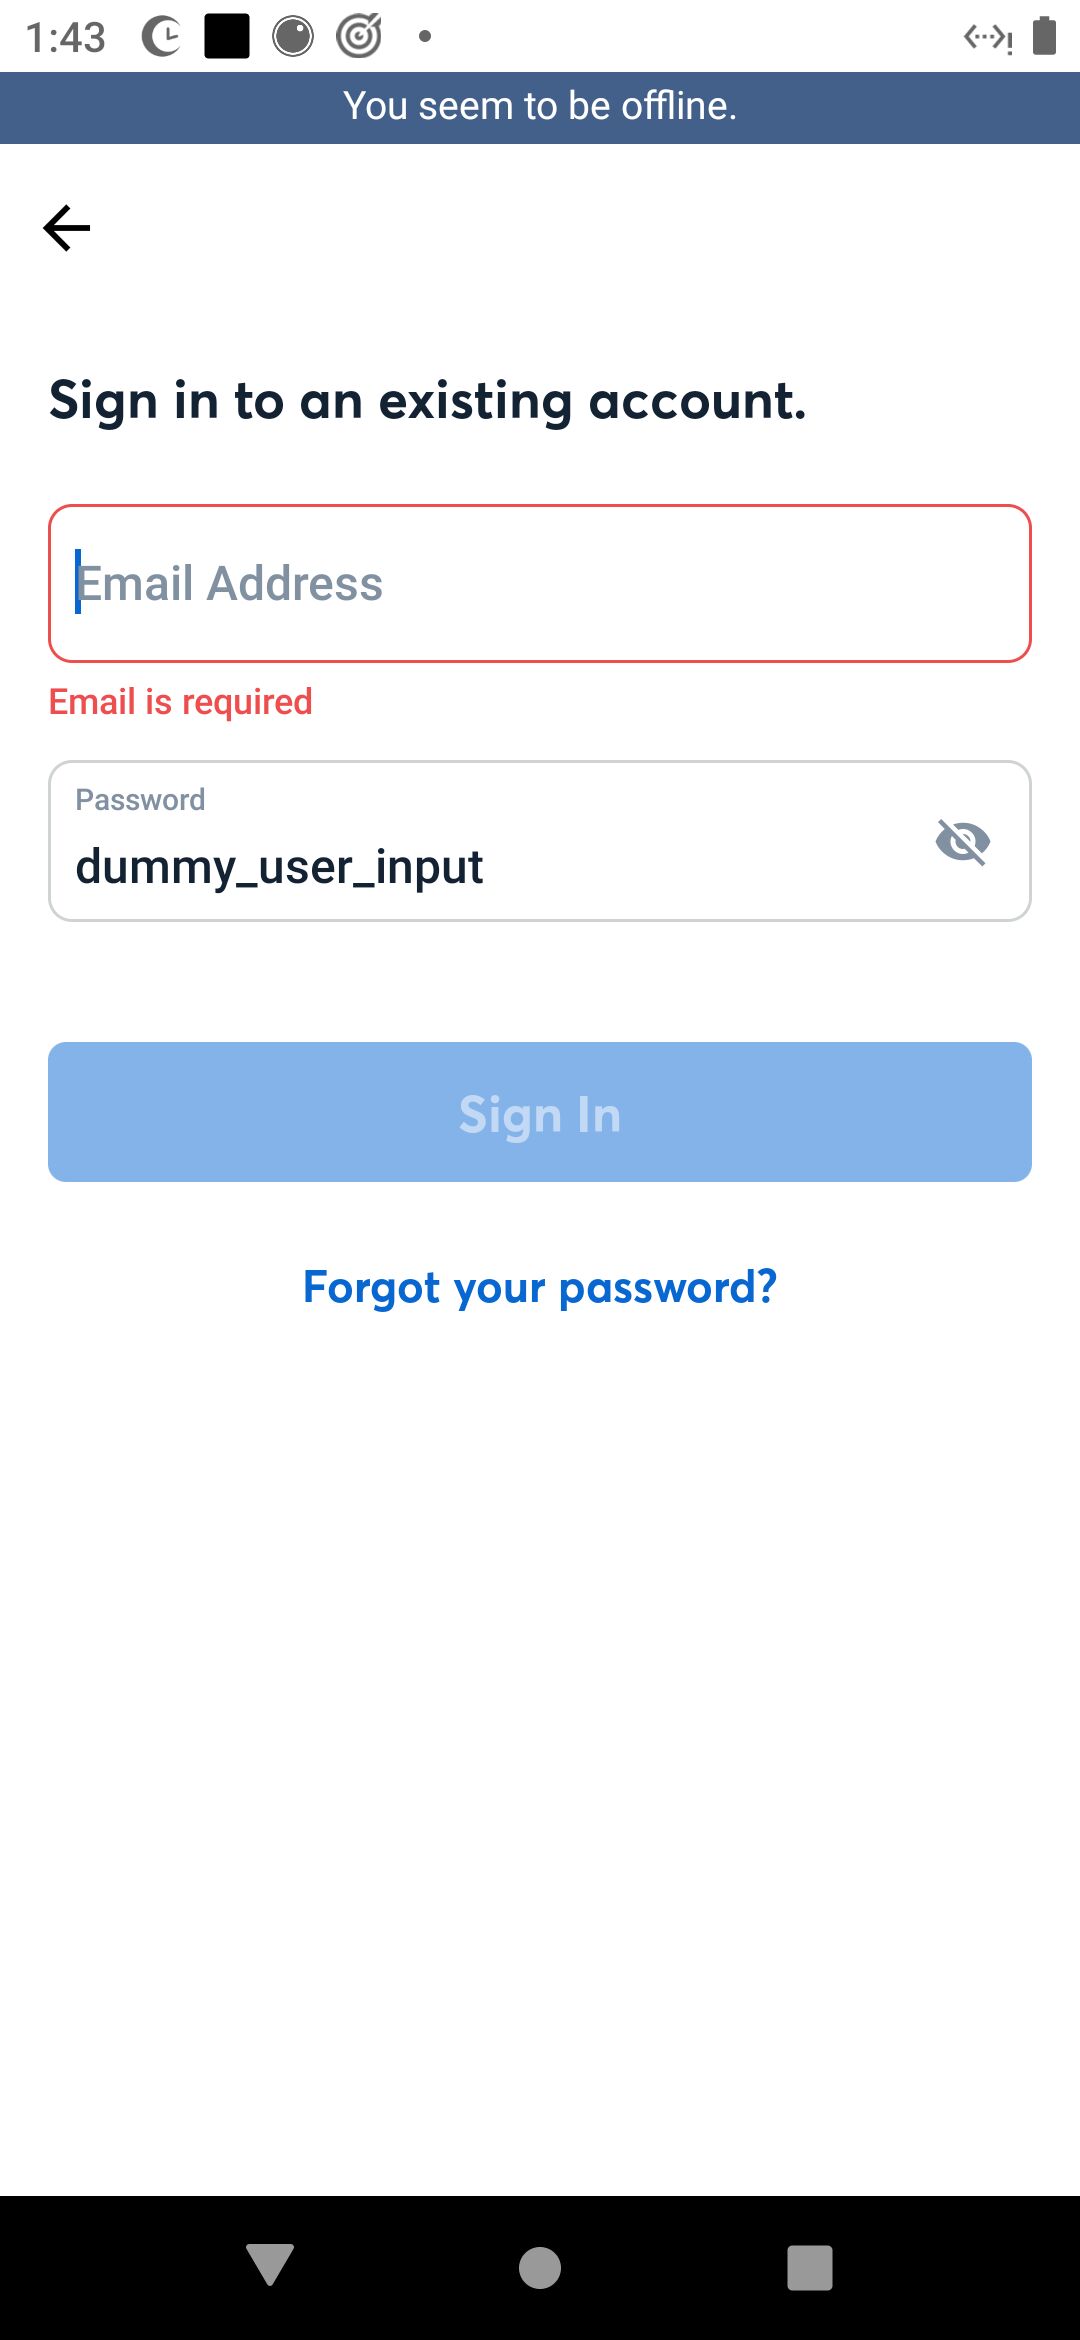 1:43
You seem to be offline.
Sign in to an existing account.
Email Address
Email is required
Password
dummy_user_input
Sign In
Forgot your password?